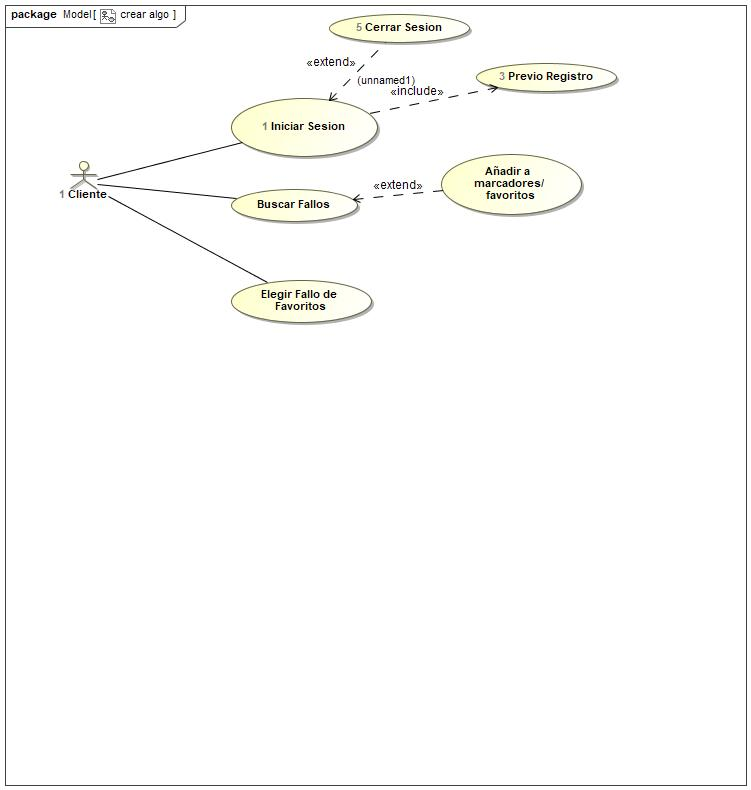 package Model[ crear algo ]
5 Cerrar Sesion
«extend»
(unnamed1)
3 Previo Registro
«include»
1 Iniciar Sesion
1 Cliente
Añadir a
marcadores/
favoritos
«extend»
Buscar Fallos
Elegir Fallo de
Favoritos